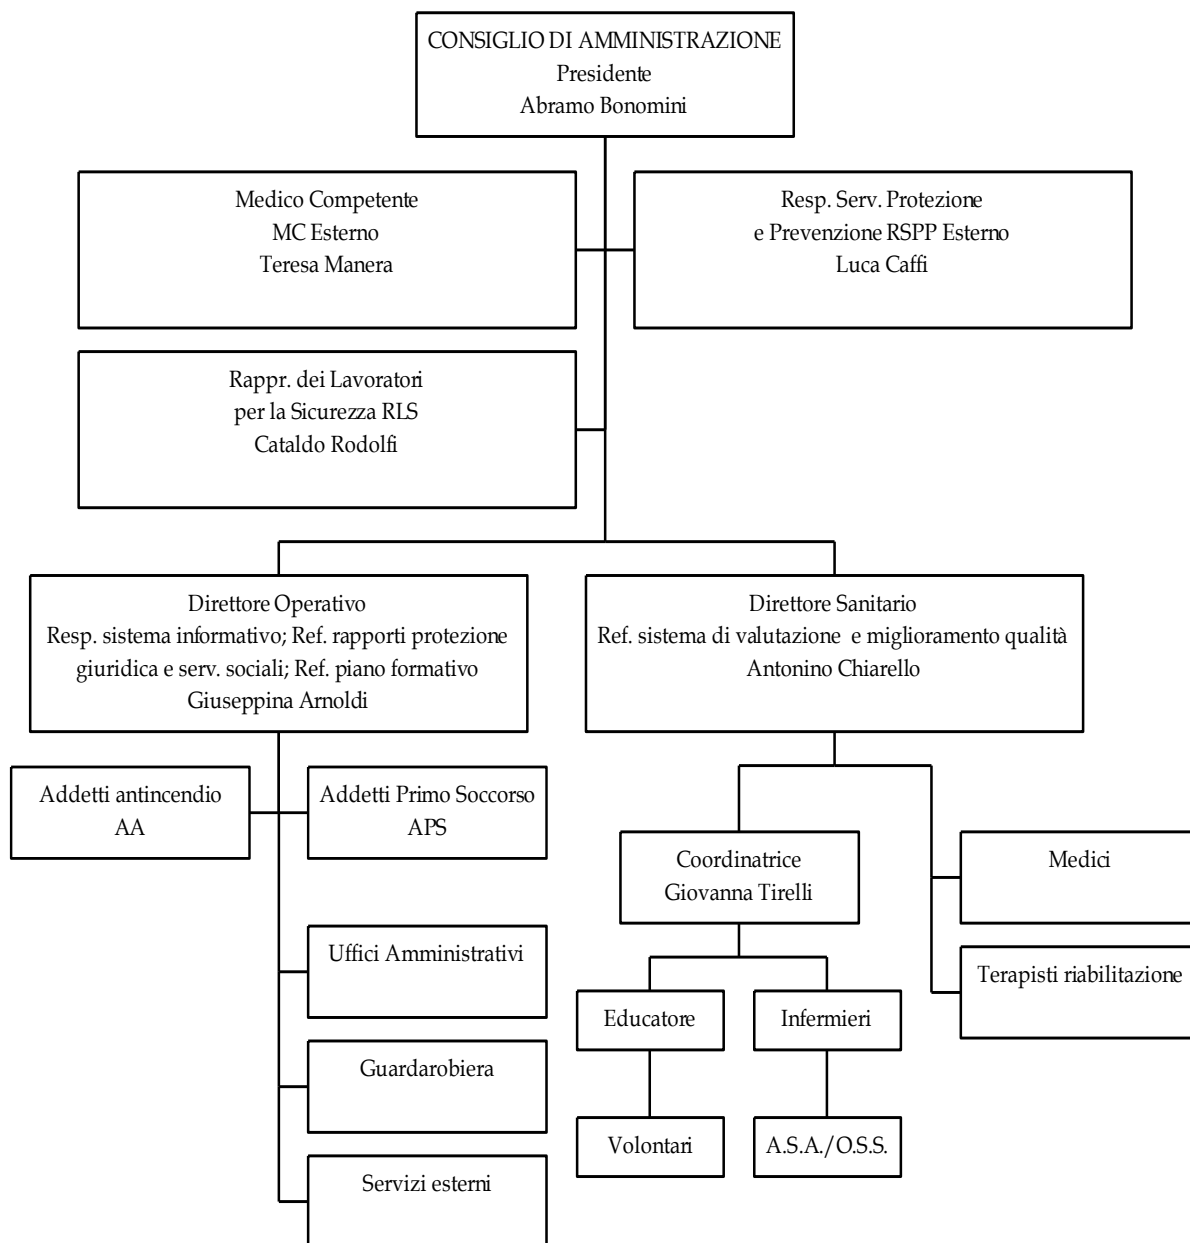 CONSIGLIO DI AMMINISTRAZIONE
Presidente
Abramo Bonomini
Medico Competente
MC Esterno
Teresa Manera
Resp. Serv. Protezione
e Prevenzione RSPP Esterno
Luca Caffi
Rappr. dei Lavoratori
per la Sicurezza RLS
Cataldo Rodolfi
Direttore Operativo
Resp. sistema informativo; Ref. rapporti protezione
giuridica e serv. sociali; Ref. piano formativo
Giuseppina Arnoldi
Direttore Sanitario
Ref. sistema di valutazione e miglioramento qualità
Antonino Chiarello
Addetti antincendio
AA
Addetti Primo Soccorso
APS
Coordinatrice
Giovanna Tirelli
Medici
Uffici Amministrativi
Terapisti riabilitazione
Educatore
Infermieri
Guardarobiera
Volontari
A.S.A./O.S.S.
Servizi esterni